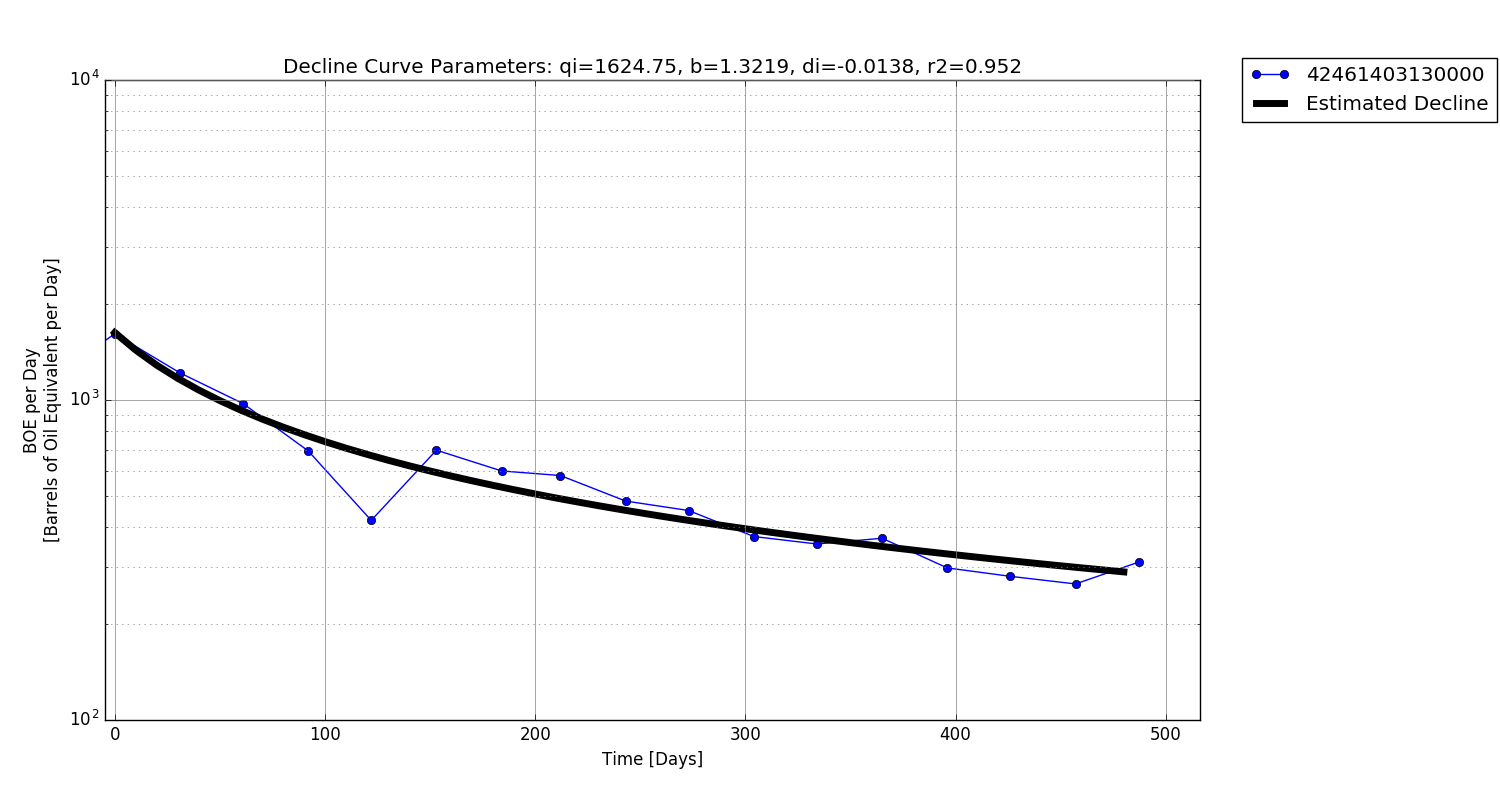 Decline Curve Parameters: qi=1624.75, b=1.3219, di=-0.0138, r2=0.952
42461403130000
Estimated Decline
BOE per Day
[Barrels of Oil Equivalent per Day]
10^4
10^3
10^2
0 100 200 300 400 500
Time [Days]